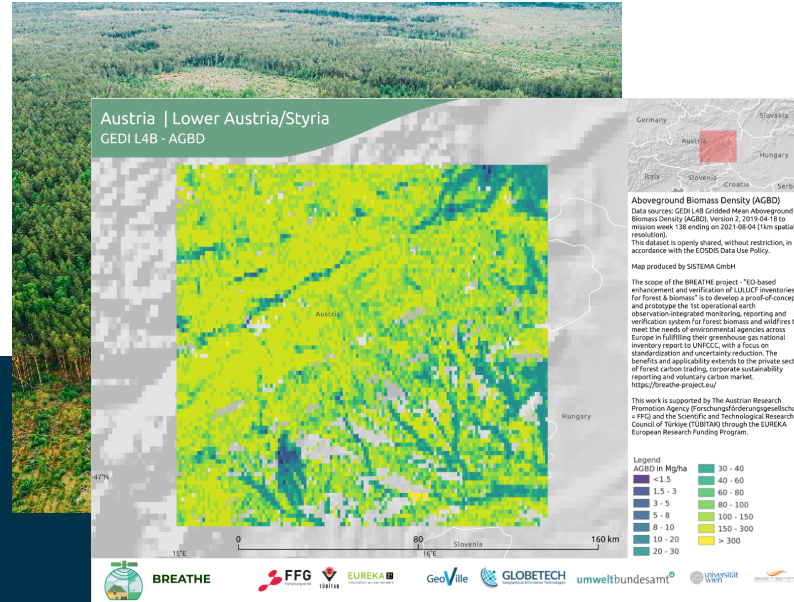 Austria | Lower Austria/Styria
GEDI L4B - AGBD
Germany
Slovakia
Austria
Hungary
Italy
Slovenia
Croatia
Serb
Aboveground Biomass Density (AGBD)
Data sources: GEDI L4B Gridded Mean Aboveground
Biomass Density (AGBD), Version 2, 2019-04-18 to
mission week 138 ending on 2021-08-04 (1km spatial
resolution).
This dataset is openly shared, without restriction, in
accordance with the EOSDIS Data Use Policy.
Map produced by SISTEMA GmbH
The scope of the BREATHE project - "EO-based
enhancement and verification of LULUCF inventories
for forest & biomass" is to develop a proof-of-concep
and prototype the 1st operational earth
observation-integrated monitoring, reporting and
verification system for forest biomass and wildfires t
meet the needs of environmental agencies across
Europe in fullfilling their greenhouse gas national
inventory report to UNFCCC, with a focus on
standardization and uncertainty reduction. The
benefits and applicability extends to the private sect
of forest carbon trading, corporate sustainability
reporting and voluntary carbon market.
https://breathe-project.eu/
This work is supported by The Austrian Research
Promotion Agency (Forschungsförderungsgesellscha
= FFG) and the Scientific and Technological Research
Council of Türkiye (TÜBİTAK) through the EUREKA
European Research Funding Program.
Austria
Hungary
Slovenia
47°N
15°E
16°E
0
80
160 km
Legend
AGBD in Mg/ha
<1.5
1,5 - 3
3 - 5
5 - 8
8 - 10
10 - 20
20 - 30
30 - 40
40 - 60
60 - 80
80 - 100
100 - 150
150 - 300
> 300
BREATHE
FFG
TÜBİTAK
EUREKA
GeoVille
GLOBETECH
umweltbundesamt
universität
wien